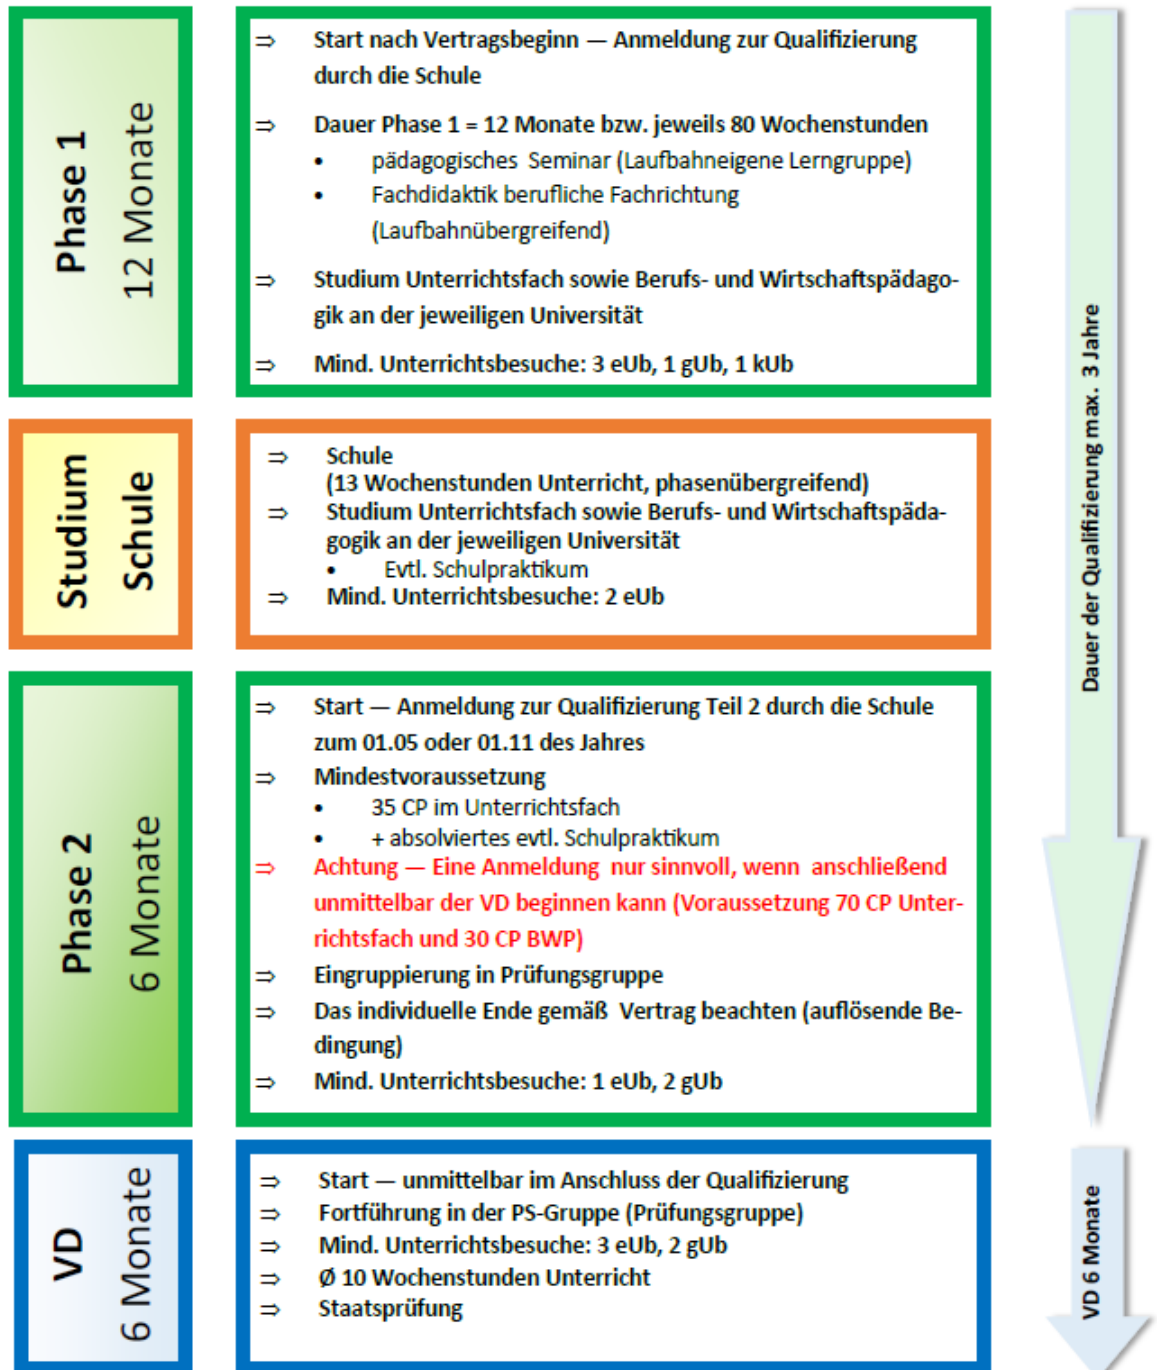 Phase 1
12 Monate
⇒ Start nach Vertragsbeginn — Anmeldung zur Qualifizierung
durch die Schule
⇒ Dauer Phase 1 = 12 Monate bzw. jeweils 80 Wochenstunden
• pädagogisches Seminar (Laufbahneigene Lerngruppe)
• Fachdidaktik berufliche Fachrichtung
(Laufbahnübergreifend)
⇒ Studium Unterrichtsfach sowie Berufs- und Wirtschaftspädago-
gik an der jeweiligen Universität
⇒ Mind. Unterrichtsbesuche: 3 eUb, 1 gUb, 1 kUb
Studium
Schule
⇒ Schule
(13 Wochenstunden Unterricht, phasenübergreifend)
⇒ Studium Unterrichtsfach sowie Berufs- und Wirtschaftspäda-
gogik an der jeweiligen Universität
• Evtl. Schulpraktikum
⇒ Mind. Unterrichtsbesuche: 2 eUb
Phase 2
6 Monate
⇒ Start — Anmeldung zur Qualifizierung Teil 2 durch die Schule
zum 01.05 oder 01.11 des Jahres
⇒ Mindestvoraussetzung
• 35 CP im Unterrichtsfach
• + absolviertes evtl. Schulpraktikum
⇒ Achtung — Eine Anmeldung nur sinnvoll, wenn anschließend
unmittelbar der VD beginnen kann (Voraussetzung 70 CP Unter-
richtsfach und 30 CP BWP)
⇒ Eingruppierung in Prüfungsgruppe
⇒ Das individuelle Ende gemäß Vertrag beachten (auflösende Be-
dingung)
⇒ Mind. Unterrichtsbesuche: 1 eUb, 2 gUb
VD
6 Monate
⇒ Start — unmittelbar im Anschluss der Qualifizierung
⇒ Fortführung in der PS-Gruppe (Prüfungsgruppe)
⇒ Mind. Unterrichtsbesuche: 3 eUb, 2 gUb
⇒ Ø 10 Wochenstunden Unterricht
⇒ Staatsprüfung
Dauer der Qualifizierung max. 3 Jahre
VD 6 Monate